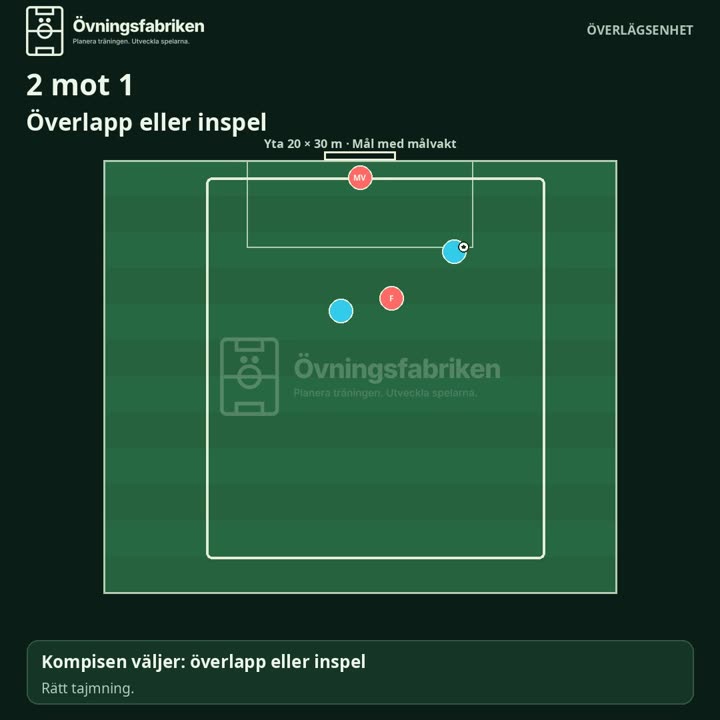 Övningsfabriken
Planera träningen. Utveckla spelarna.
ÖVERLÄGSENHET
2 mot 1
Överlapp eller inspel
Yta 20 × 30 m · Mål med målvakt
MV
F
Övningsfabriken
Planera träningen. Utveckla spelarna.
Kompisen väljer: överlapp eller inspel
Rätt tajmning.